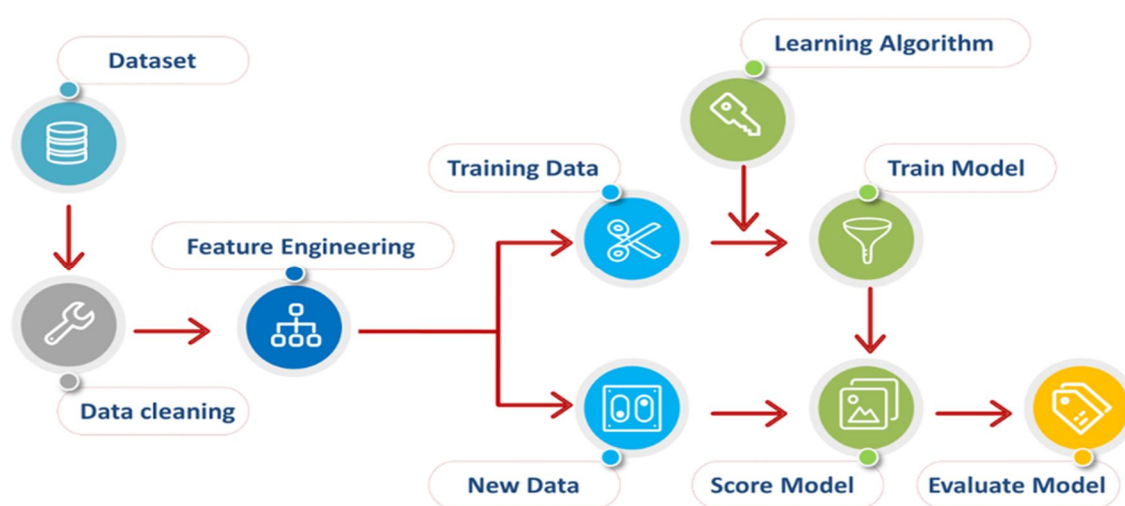 Learning Algorithm
Dataset
Training Data
Train Model
Feature Engineering
Data cleaning
New Data
Score Model
Evaluate Model